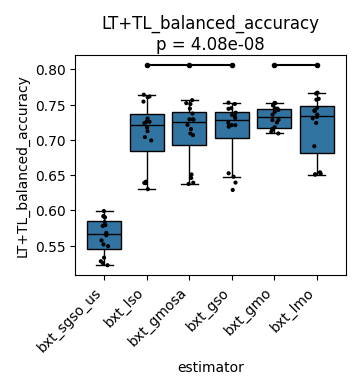 LT+TL_balanced_accuracy
p = 4.08e-08
LT+TL_balanced_accuracy
0.80
0.75
0.70
0.65
0.60
0.55
bxt_sgso_us
bxt_lso
bxt_gmosa
bxt_gso
bxt_gmo
bxt_lmo
estimator